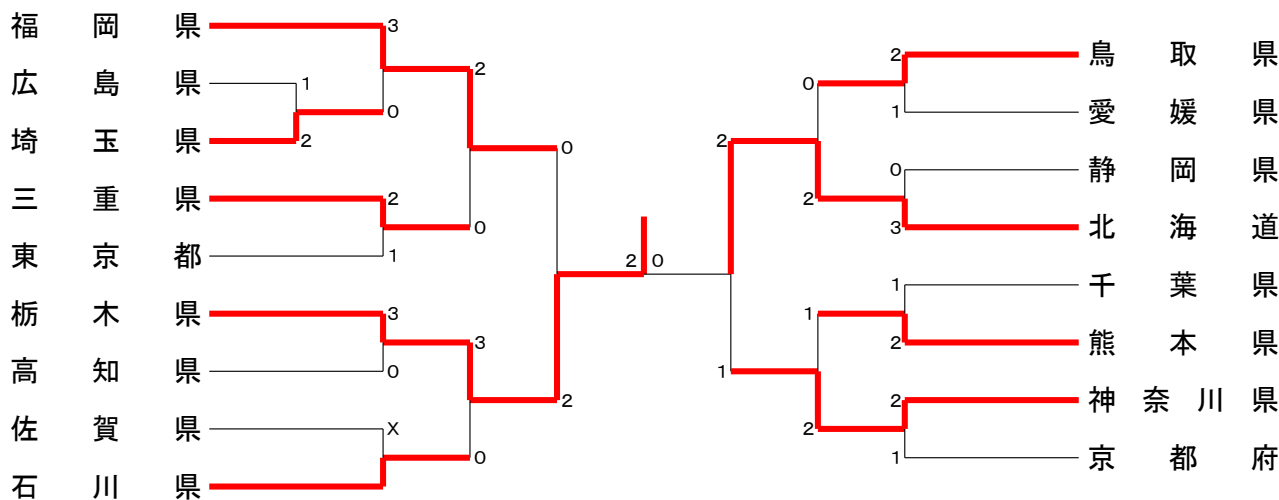 福岡県
広島県
埼玉県
三重県
東京都
栃木県
高知県
佐賀県
石川県
3
1
2
0
2
1
3
0
X
2
0
3
0
0
2
2
0
2
1
0
2
1
2
2
1
0
3
1
2
2
1
鳥取県
愛媛県
静岡県
北海道
千葉県
熊本県
神奈川県
京都府